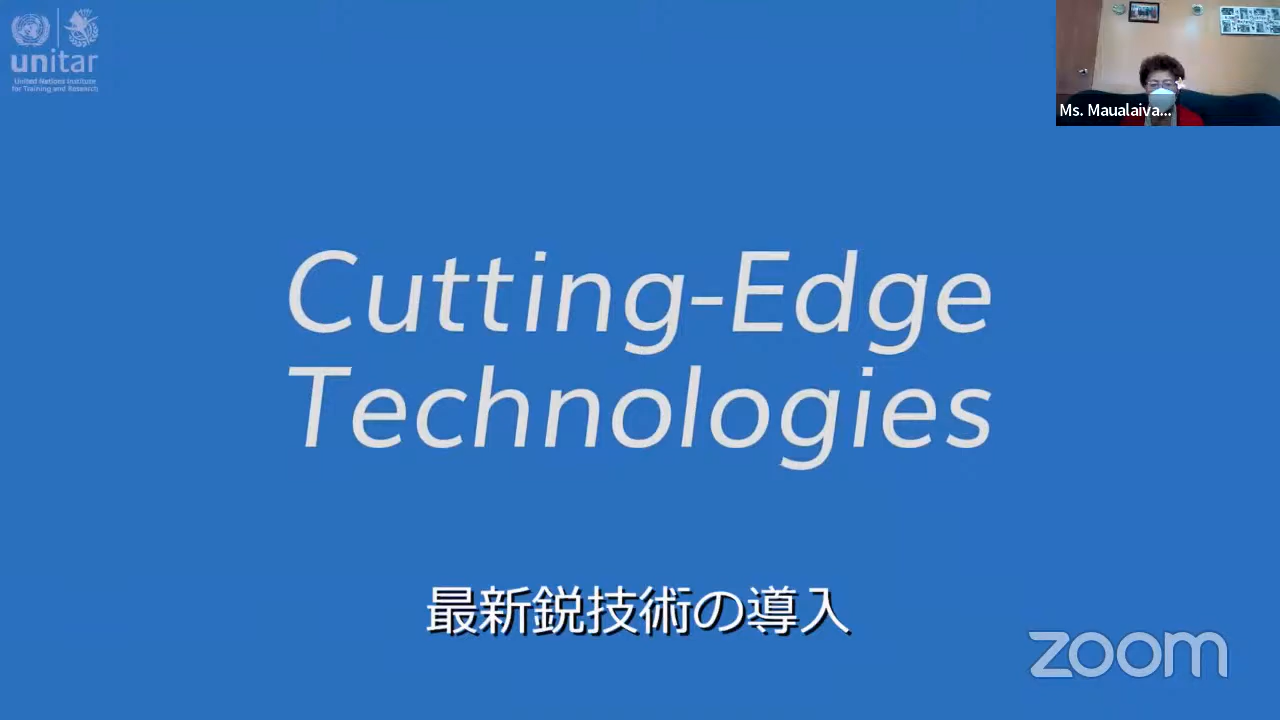 unitar
United Nations Institute
for Training and Research
Ms. Maualaiva...
Cutting-Edge
Technologies
最新鋭技術の導入
zoom